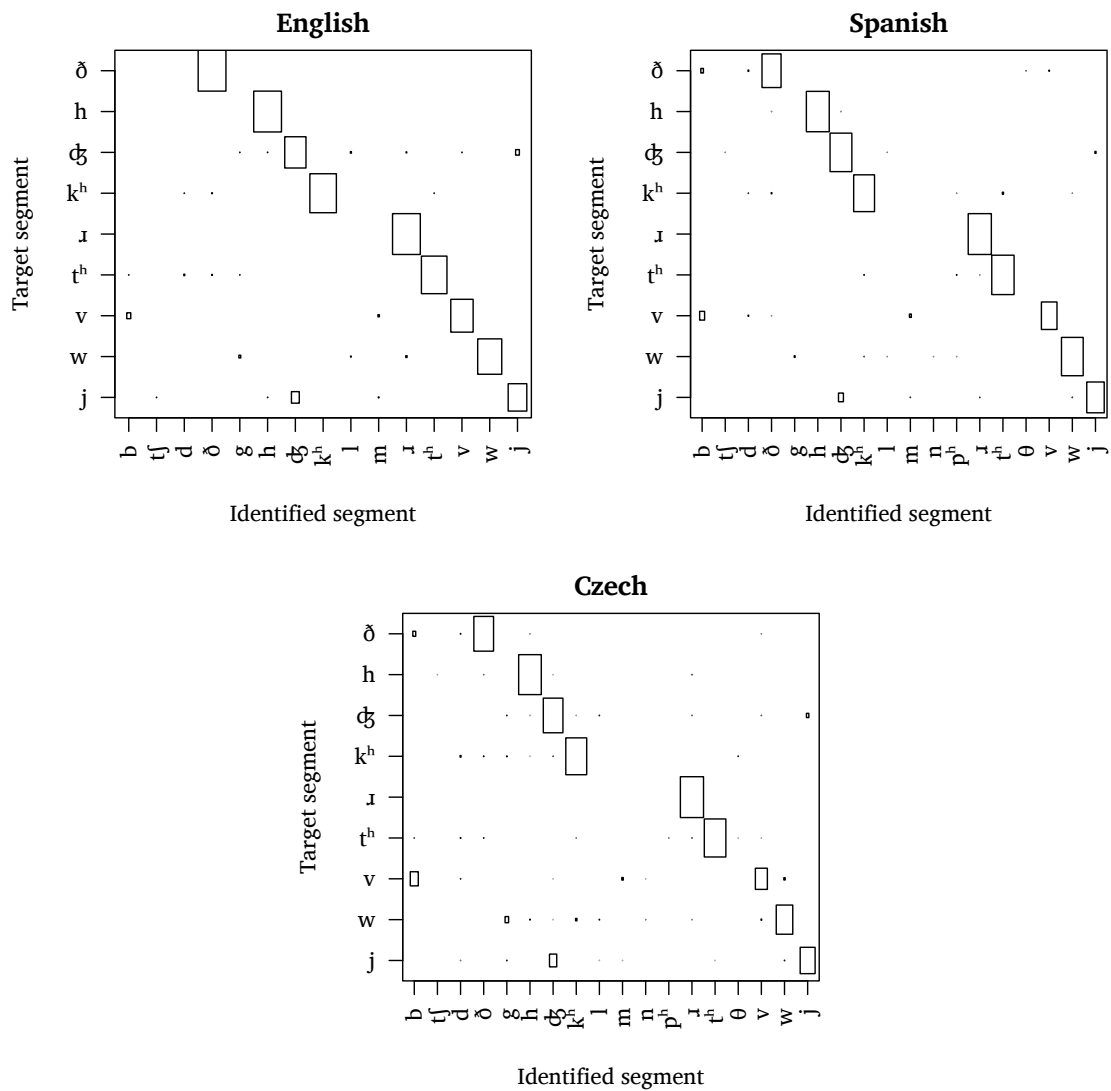 English
Target segment
ð
h
ʤ
kʰ
ɹ
tʰ
v
w
j
b tʃ d ð g h ʤ kʰ l m ɹ tʰ v w j
Identified segment
Spanish
Target segment
ð
h
ʤ
kʰ
ɹ
tʰ
v
w
j
b tʃ d ð g h ʤ kʰ l m n pʰ ɹ tʰ θ v w j
Identified segment
Czech
Target segment
ð
h
ʤ
kʰ
ɹ
tʰ
v
w
j
b tʃ d ð g h ʤ kʰ l m n pʰ ɹ tʰ θ v w j
Identified segment